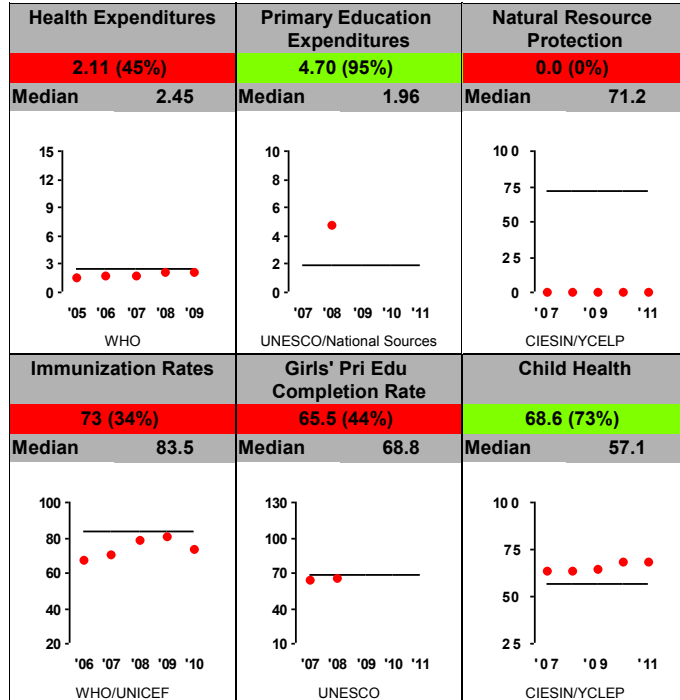 Health Expenditures
2.11 (45%)
Median 2.45
15
12
9
6
3
0
'05 '06 '07 '08 '09
WHO
Primary Education
Expenditures
4.70 (95%)
Median 1.96
10
8
6
4
2
0
'07 '08 '09 '10 '11
UNESCO/National Sources
Natural Resource
Protection
0.0 (0%)
Median 71.2
100
75
50
25
0
'07 '09 '11
CIESIN/YCELP
Immunization Rates
73 (34%)
Median 83.5
100
80
60
40
20
'06 '07 '08 '09 '10
WHO/UNICEF
Girls' Pri Edu
Completion Rate
65.5 (44%)
Median 68.8
130
100
70
40
10
'07 '08 '09 '10 '11
UNESCO
Child Health
68.6 (73%)
Median 57.1
100
75
50
25
'07 '09 '11
CIESIN/YCLEP